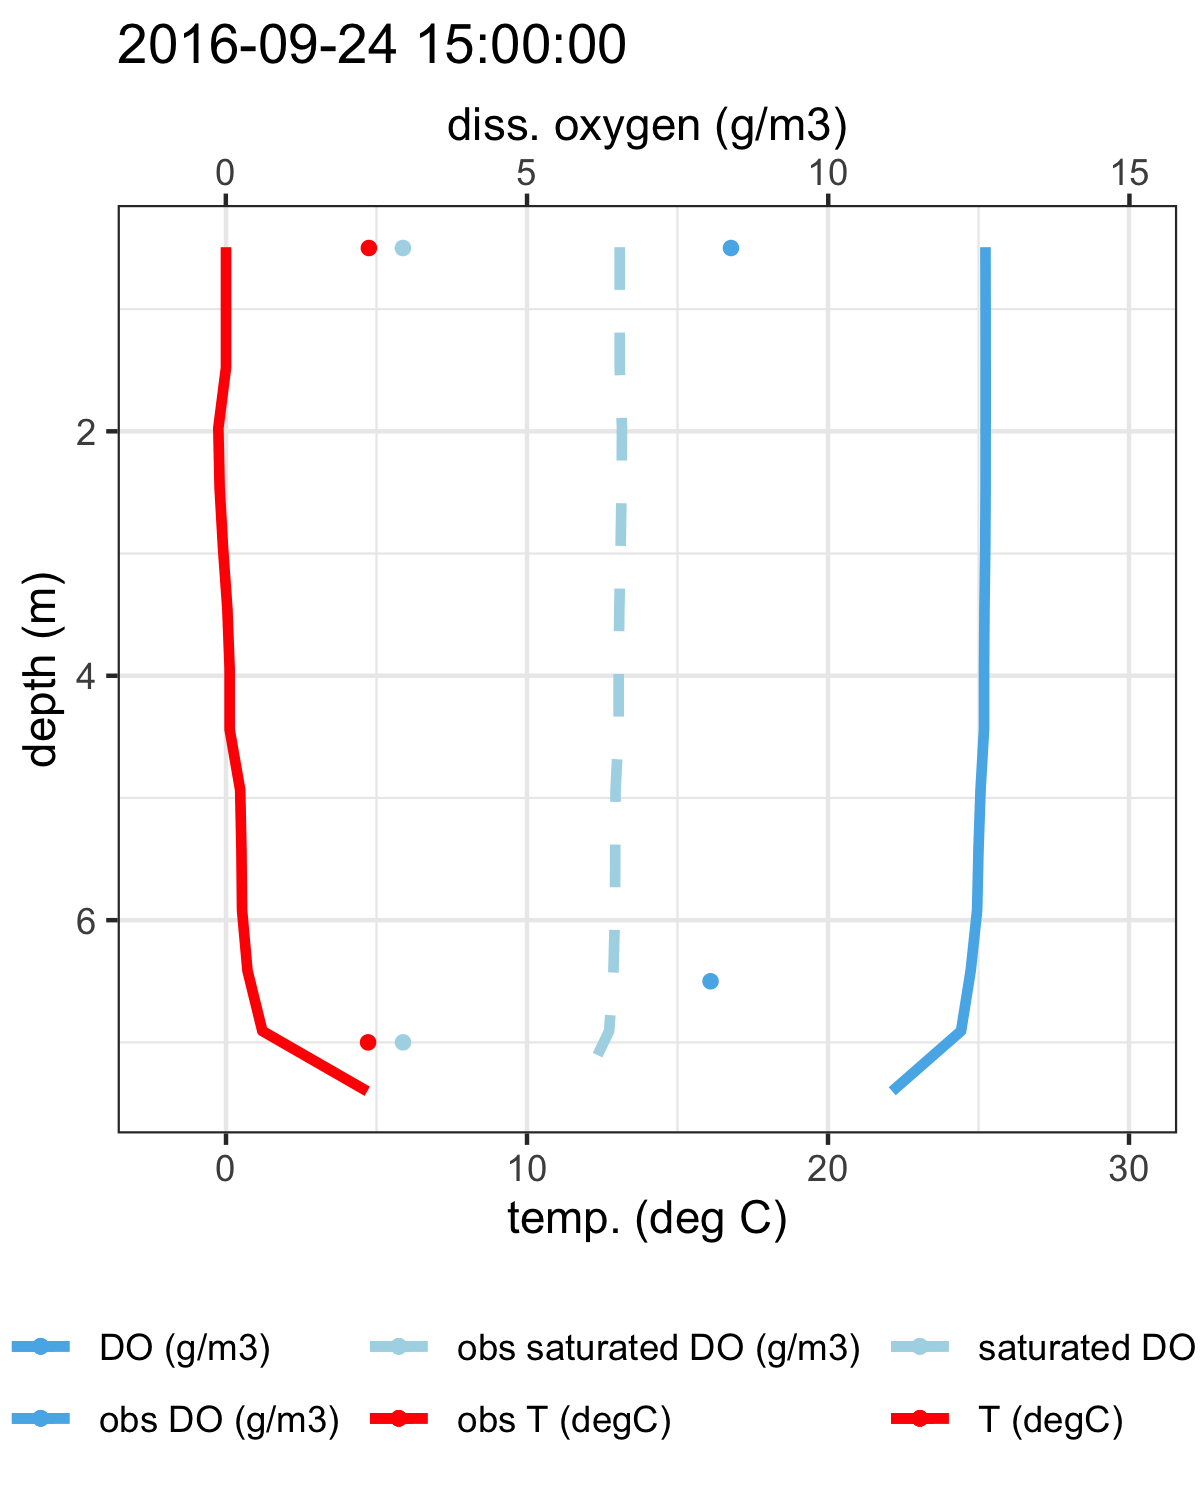 2016-09-24 15:00:00
diss. oxygen (g/m3)
0 5 10 15
depth (m)
2
4
6
0 10 20 30
temp. (deg C)
DO (g/m3) obs saturated DO (g/m3) saturated DO
obs DO (g/m3) obs T (degC) T (degC)